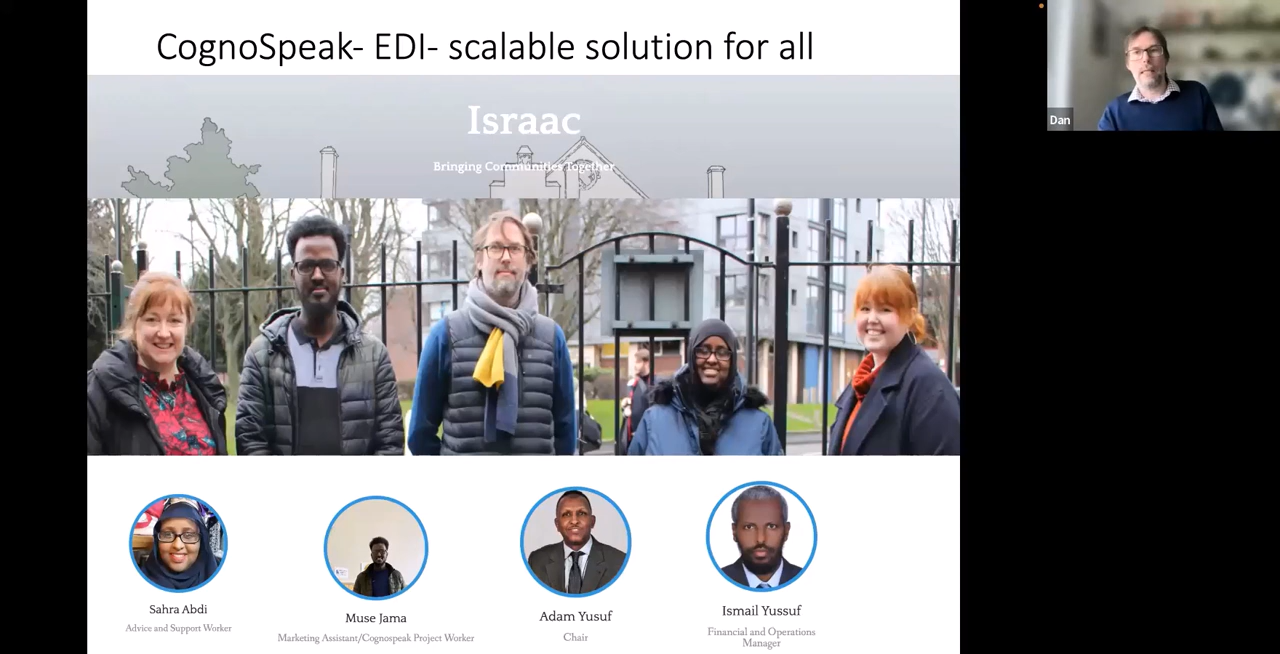 CognoSpeak- EDI- scalable solution for all
Israac
Bringing Communities Together
Dan
Sahra Abdi
Advice and Support Worker
Muse Jama
Marketing Assistant/Cognospeak Project Worker
Adam Yusuf
Chair
Ismail Yussuf
Financial and Operations
Manager